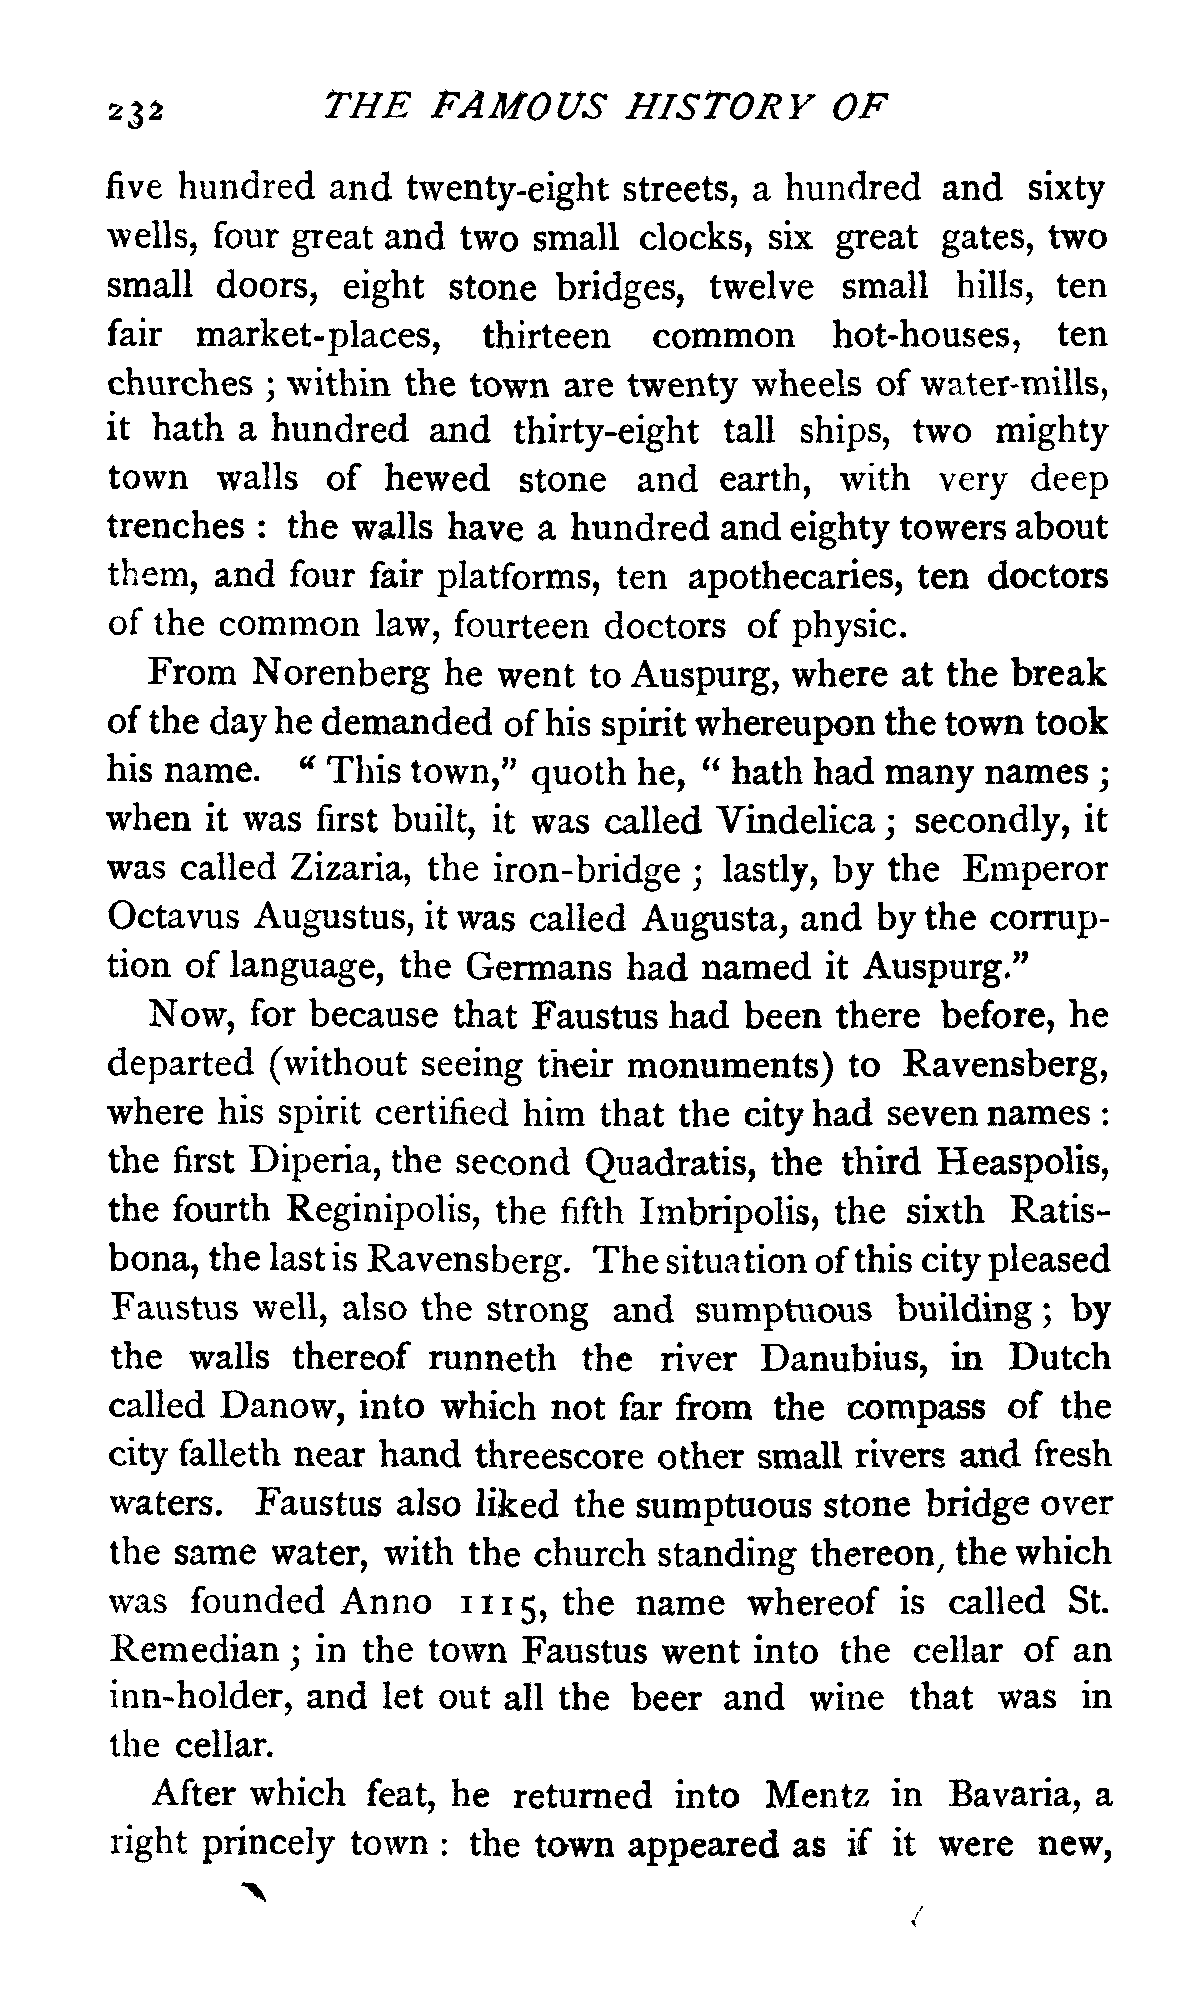 232 THE FAMOUS HISTORY OF
five hundred and twenty-eight streets, a hundred and sixty
wells, four great and two small clocks, six great gates, two
small doors, eight stone bridges, twelve small hills, ten
fair market-places, thirteen common hot-houses, ten
churches ; within the town are twenty wheels of water-mills,
it hath a hundred and thirty-eight tall ships, two mighty
town walls of hewed stone and earth, with very deep
trenches : the walls have a hundred and eighty towers about
them, and four fair platforms, ten apothecaries, ten doctors
of the common law, fourteen doctors of physic.
From Norenberg he went to Auspurg, where at the break
of the day he demanded of his spirit whereupon the town took
his name. “ This town,” quoth he, “ hath had many names ;
when it was first built, it was called Vindelica ; secondly, it
was called Zizaria, the iron-bridge ; lastly, by the Emperor
Octavus Augustus, it was called Augusta, and by the corrup-
tion of language, the Germans had named it Auspurg.”
Now, for because that Faustus had been there before, he
departed (without seeing their monuments) to Ravensberg,
where his spirit certified him that the city had seven names :
the first Diperia, the second Quadratis, the third Heaspolis,
the fourth Reginipolis, the fifth Imbripolis, the sixth Ratis-
bona, the last is Ravensberg. The situation of this city pleased
Faustus well, also the strong and sumptuous building ; by
the walls thereof runneth the river Danubius, in Dutch
called Danow, into which not far from the compass of the
city falleth near hand threescore other small rivers and fresh
waters. Faustus also liked the sumptuous stone bridge over
the same water, with the church standing thereon, the which
was founded Anno 1115, the name whereof is called St.
Remedian ; in the town Faustus went into the cellar of an
inn-holder, and let out all the beer and wine that was in
the cellar.
After which feat, he returned into Mentz in Bavaria, a
right princely town : the town appeared as if it were new,